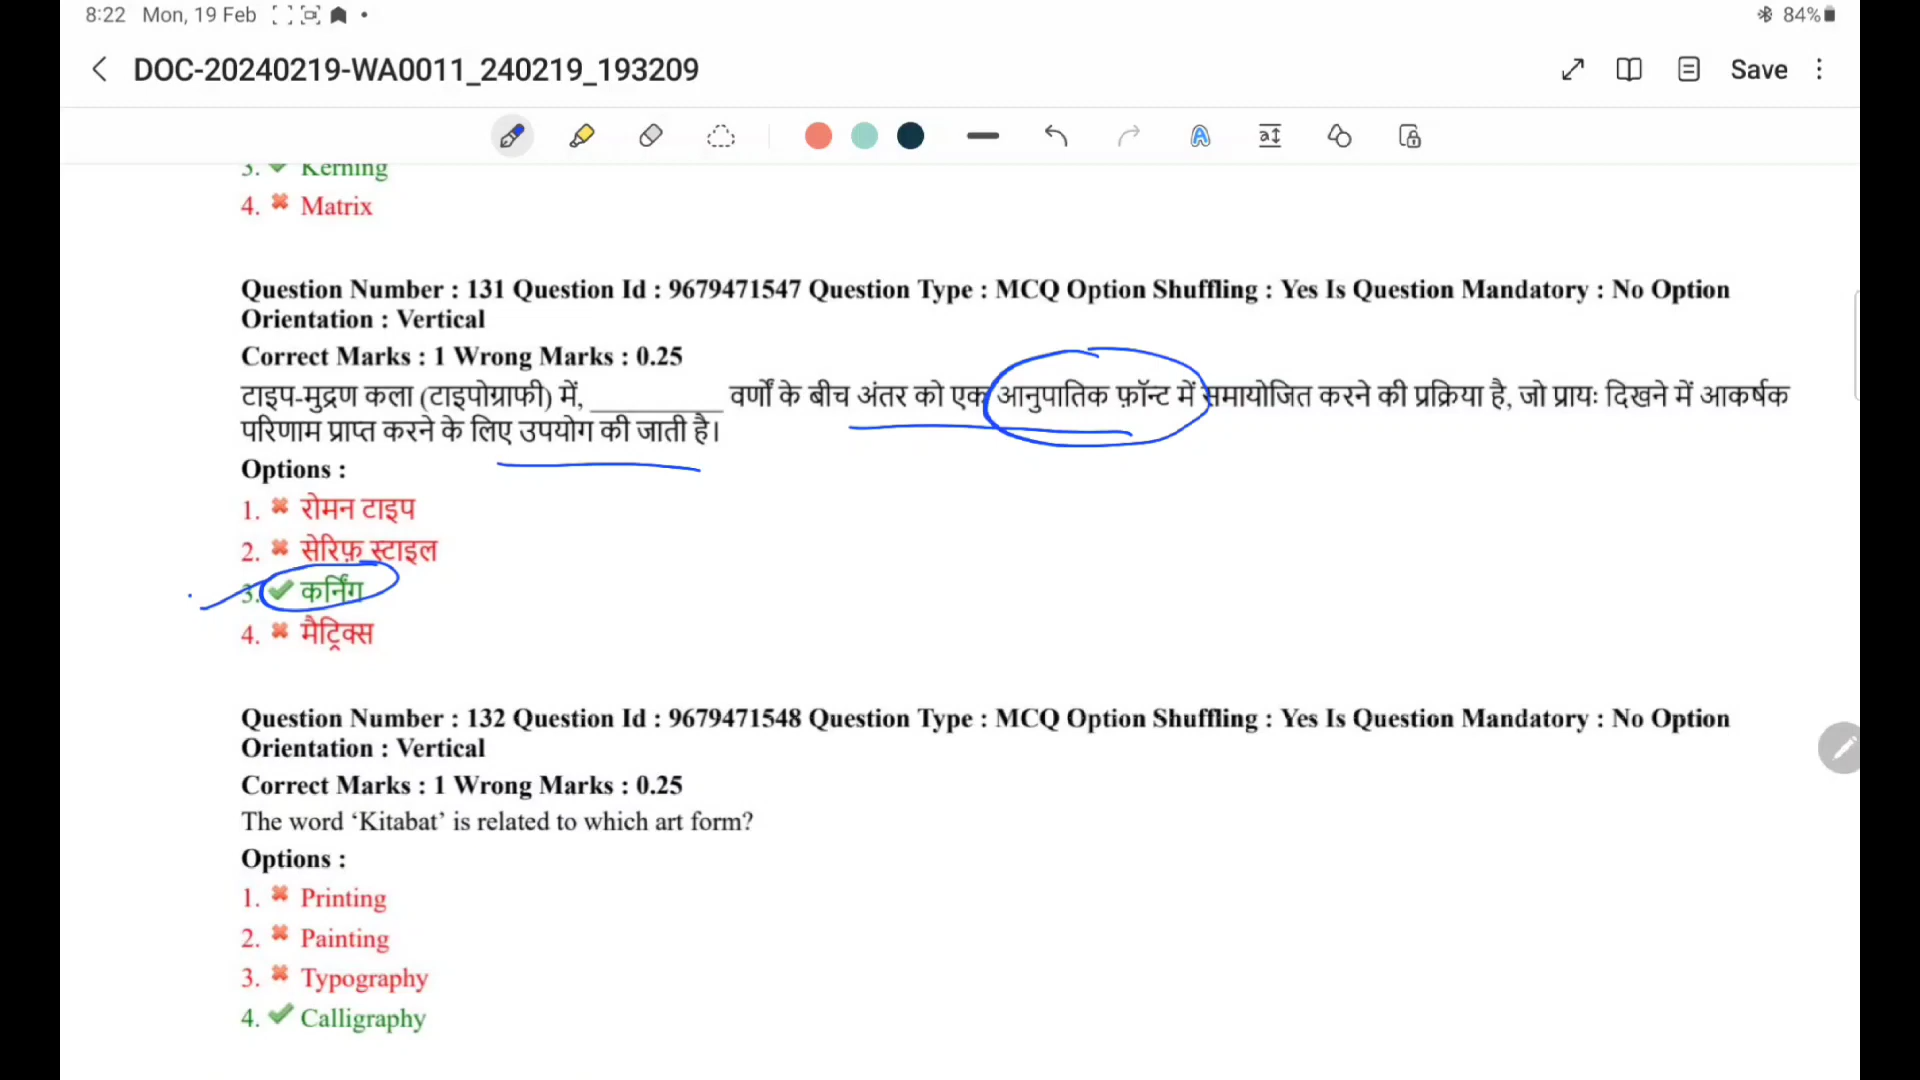 8:22 Mon, 19 Feb
84%
DOC-20240219-WA0011_240219_193209
Save
3. Kerning
4. Matrix
Question Number : 131 Question Id : 9679471547 Question Type : MCQ Option Shuffling : Yes Is Question Mandatory : No Option
Orientation : Vertical
Correct Marks : 1 Wrong Marks : 0.25
टाइप-मुद्रण कला (टाइपोग्राफी) में, __________ वर्णों के बीच अंतर को एक आनुपातिक फ़ॉन्ट में समायोजित करने की प्रक्रिया है, जो प्रायः दिखने में आकर्षक
परिणाम प्राप्त करने के लिए उपयोग की जाती है।
Options :
1. रोमन टाइप
2. सेरिफ़ स्टाइल
3. कर्निंग
4. मैट्रिक्स
Question Number : 132 Question Id : 9679471548 Question Type : MCQ Option Shuffling : Yes Is Question Mandatory : No Option
Orientation : Vertical
Correct Marks : 1 Wrong Marks : 0.25
The word ‘Kitabat’ is related to which art form?
Options :
1. Printing
2. Painting
3. Typography
4. Calligraphy